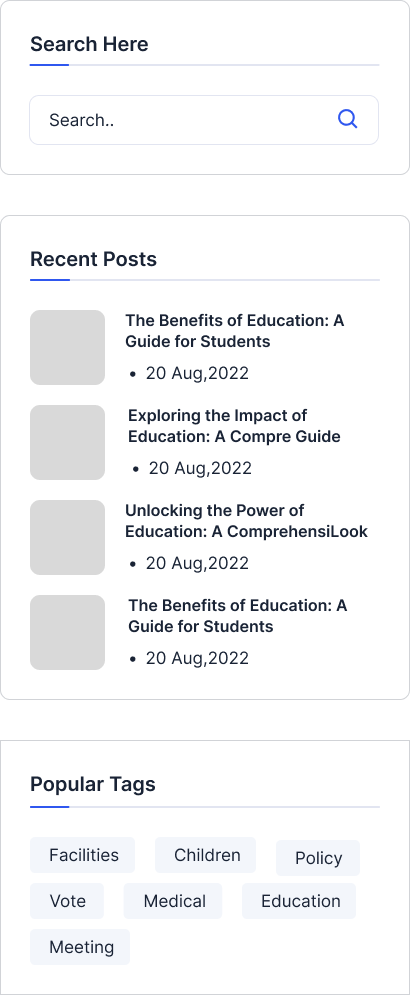 Search Here
Search..
Recent Posts
The Benefits of Education: A
Guide for Students
• 20 Aug,2022
Exploring the Impact of
Education: A Compre Guide
• 20 Aug,2022
Unlocking the Power of
Education: A ComprehensiLook
• 20 Aug,2022
The Benefits of Education: A
Guide for Students
• 20 Aug,2022
Popular Tags
Facilities Children Policy
Vote Medical Education
Meeting